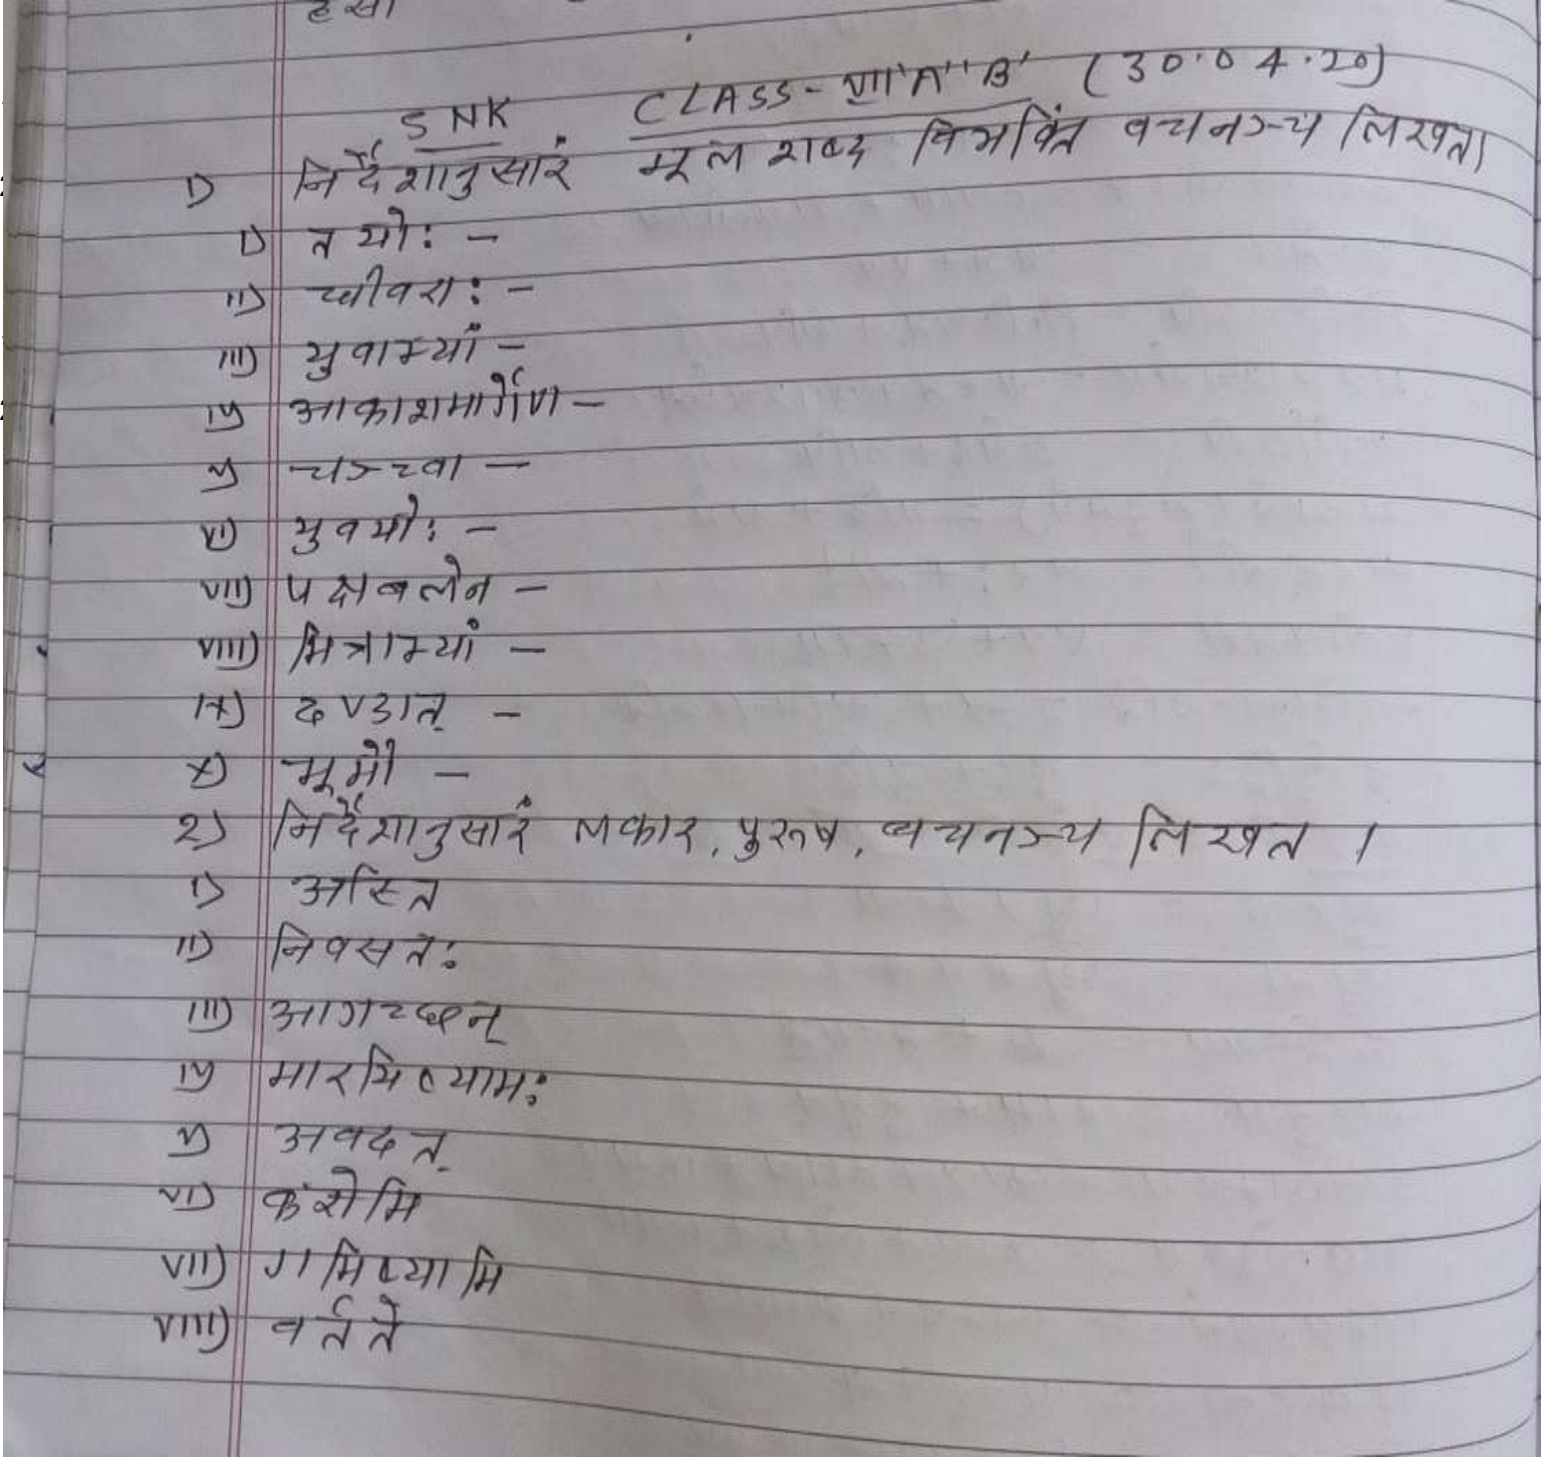 SNK CLASS - VII 'A' 'B' (30.04.20)
1) निर्देशानुसारं मूल शब्द विभक्तिं वचनञ्च लिखत।
I) तयोः -
II) धीवराः -
III) युवाभ्यां -
IV) आकाशमार्गेण -
V) चञ्च्वा -
VI) युवयोः -
VII) पक्षबलेन -
VIII) मित्राभ्यां -
IX) दण्डात् -
X) भूमौ -
2) निर्देशानुसारं लकार, पुरूष, वचनञ्च लिखत ।
I) अस्ति
II) निवसतः
III) आगच्छन्
IV) मारयिष्यामः
V) अवदत्
VI) करोमि
VII) गमिष्यामि
VIII) वर्तते